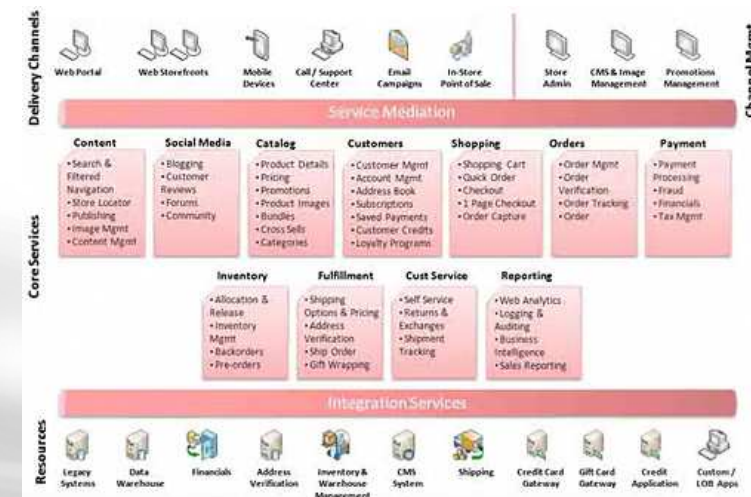 Delivery Channels
Web Portal
Web Storefronts
Mobile
Devices
Call / Support
Center
Email
Campaigns
In-Store
Point of Sale
Store
Admin
CMS & Image
Management
Promotions
Management
Channel Mgmt
Service Mediation
Core Services
Content
• Search &
Filtered
Navigation
• Store Locator
• Publishing
• Image Mgmt
• Content Mgmt
Social Media
• Blogging
• Customer
Reviews
• Forums
• Community
Catalog
• Product Details
• Pricing
• Promotions
• Product Images
• Bundles
• Cross Sells
• Categories
Customers
• Customer Mgmt
• Account Mgmt
• Address Book
• Subscriptions
• Saved Payments
• Customer Credits
• Loyalty Programs
Shopping
• Shopping Cart
• Quick Order
• Checkout
• 1 Page Checkout
• Order Capture
Orders
• Order Mgmt
• Order
Verification
• Order Tracking
• Order
Payment
• Payment
Processing
• Fraud
• Financials
• Tax Mgmt
Inventory
• Allocation &
Release
• Inventory
Mgmt
• Backorders
• Pre-orders
Fulfillment
• Shipping
Options & Pricing
• Address
Verification
• Ship Order
• Gift Wrapping
Cust Service
• Self Service
• Returns &
Exchanges
• Shipment
Tracking
Reporting
• Web Analytics
• Logging &
Auditing
• Business
Intelligence
• Sales Reporting
Integration Services
Resources
Legacy
Systems
Data
Warehouse
Financials
Address
Verification
Inventory &
Warehouse
Management
CMS
System
Shipping
Credit Card
Gateway
Gift Card
Gateway
Credit
Application
Custom /
LOB Apps